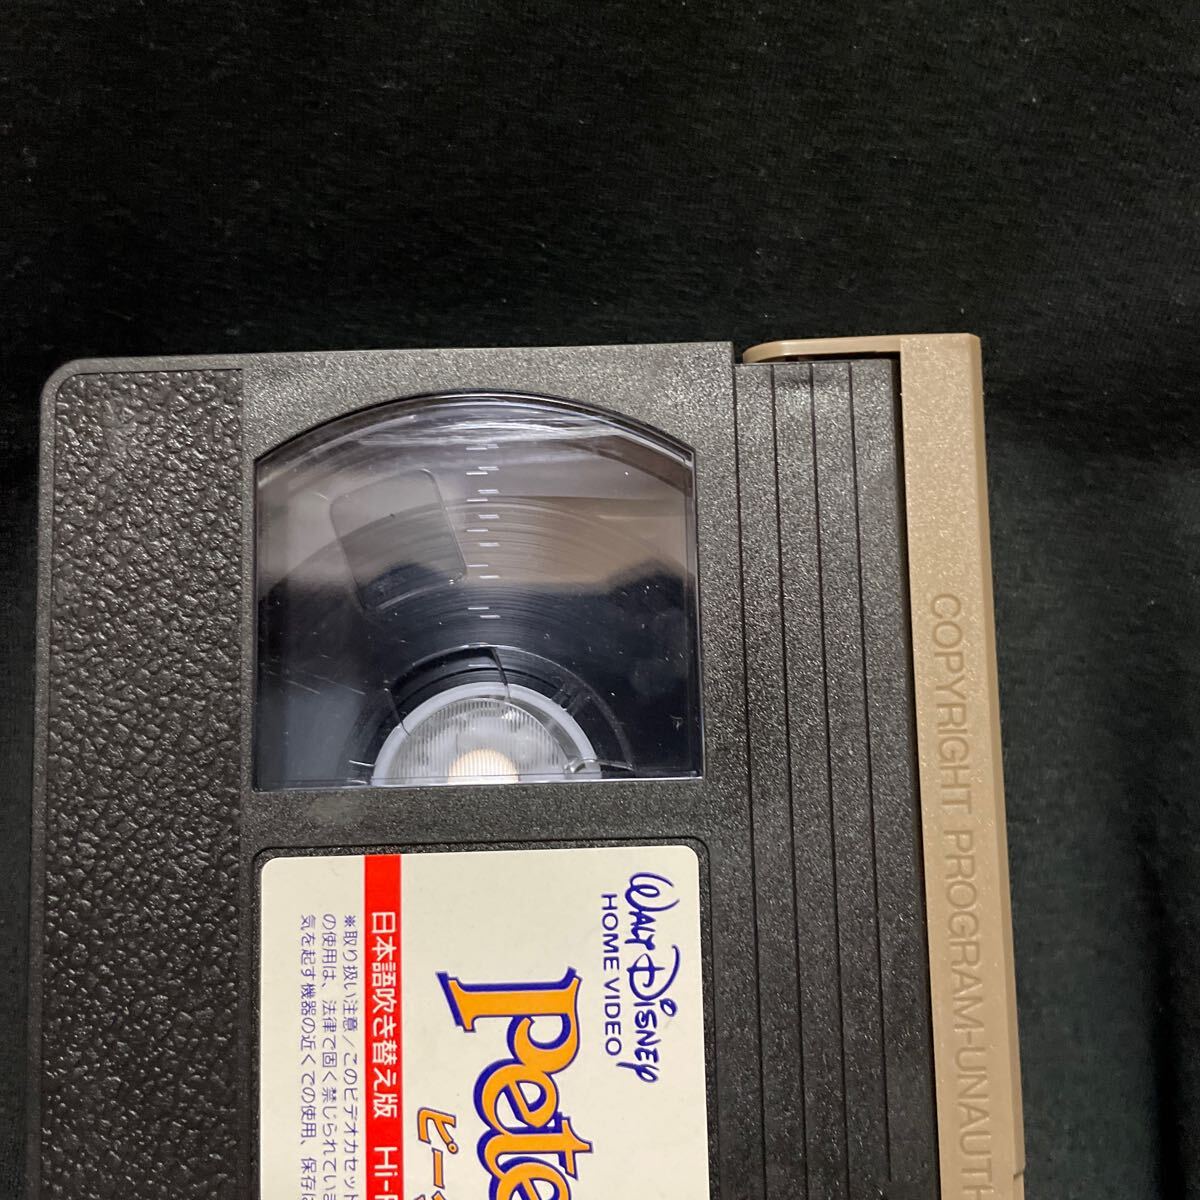 WALT DISNEY
HOME VIDEO
Pete
ピー
日本語吹き替え版 Hi-F
※取り扱い注意／このビデオカセット
の使用は、法律で固く禁じられていま
気を起す機器の近くでの使用、保存に
COPYRIGHT PROGRAM-UNAUTH